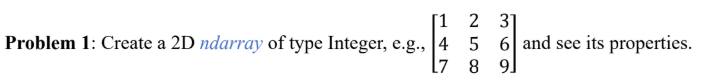 Problem 1: Create a 2D ndarray of type Integer, e.g., [1 2 3
4 5 6
7 8 9] and see its properties.